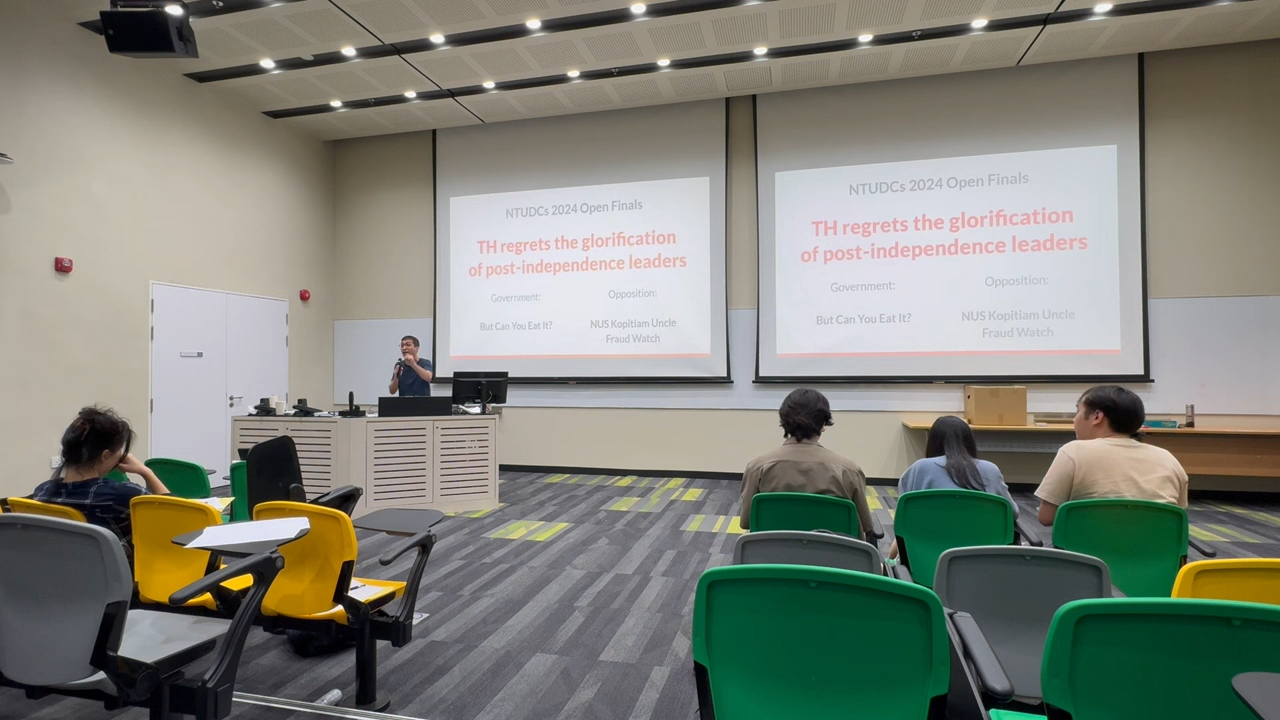 NTUDCs 2024 Open Finals
TH regrets the glorification
of post-independence leaders
Government:
Opposition:
But Can You Eat It?
NUS Kopitiam Uncle
Fraud Watch
NTUDCs 2024 Open Finals
TH regrets the glorification
of post-independence leaders
Government:
Opposition:
But Can You Eat It?
NUS Kopitiam Uncle
Fraud Watch